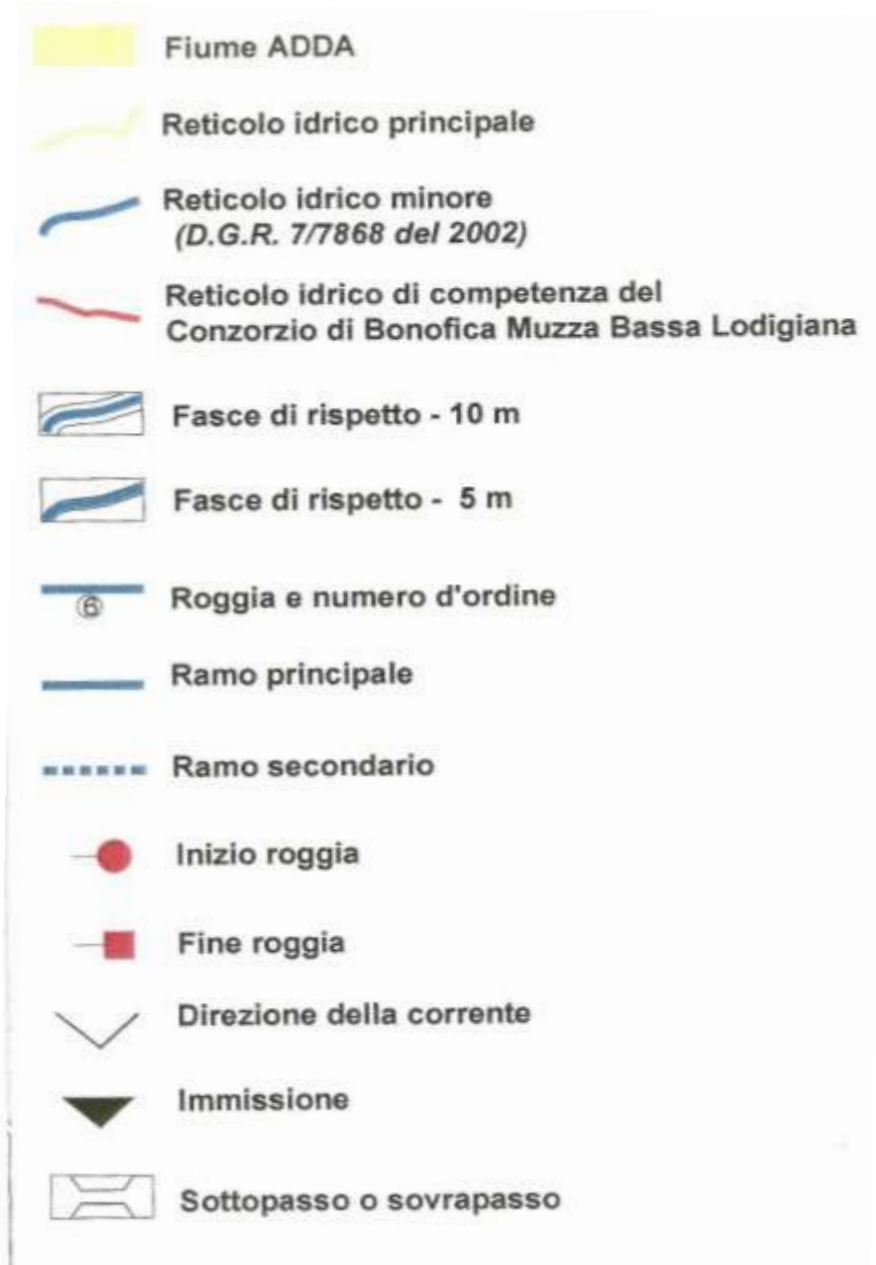 Fiume ADDA
Reticolo idrico principale
Reticolo idrico minore
(D.G.R. 7/7868 del 2002)
Reticolo idrico di competenza del
Conzorzio di Bonofica Muzza Bassa Lodigiana
Fasce di rispetto - 10 m
Fasce di rispetto - 5 m
6
Roggia e numero d'ordine
Ramo principale
Ramo secondario
Inizio roggia
Fine roggia
Direzione della corrente
Immissione
Sottopasso o sovrapasso